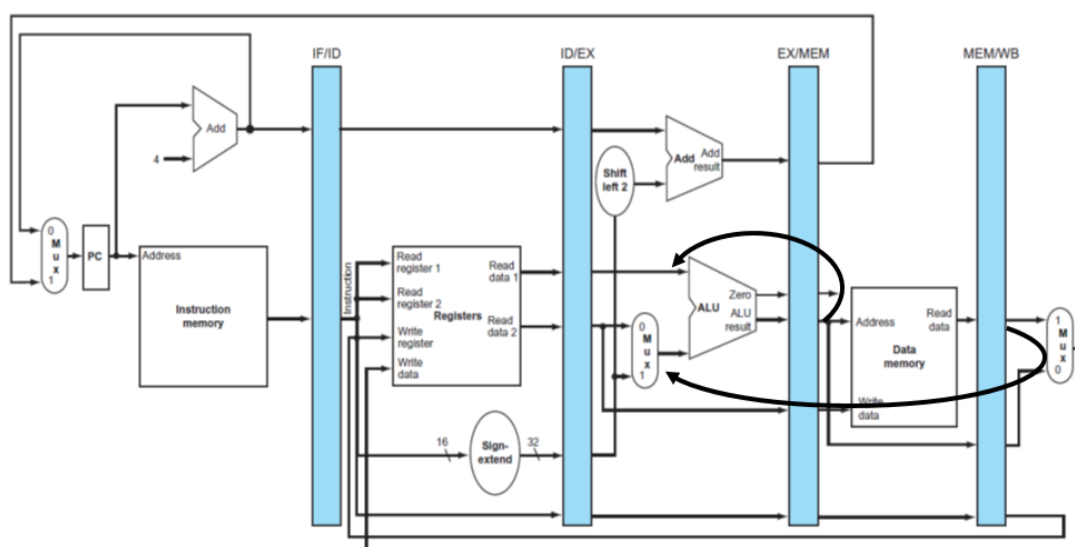 IF/ID
ID/EX
EX/MEM
MEM/WB
Add
4
Shift
left 2
Add
Add
result
0
M
u
x
1
PC
Address
Instruction
memory
Instruction
Read
register 1
Read
register 2
Write
register
Write
data
Registers
Read
data 1
Read
data 2
0
M
u
x
1
ALU
Zero
ALU
result
Address
Read
data
Data
memory
Write
data
1
M
u
x
0
16
Sign-
extend
32